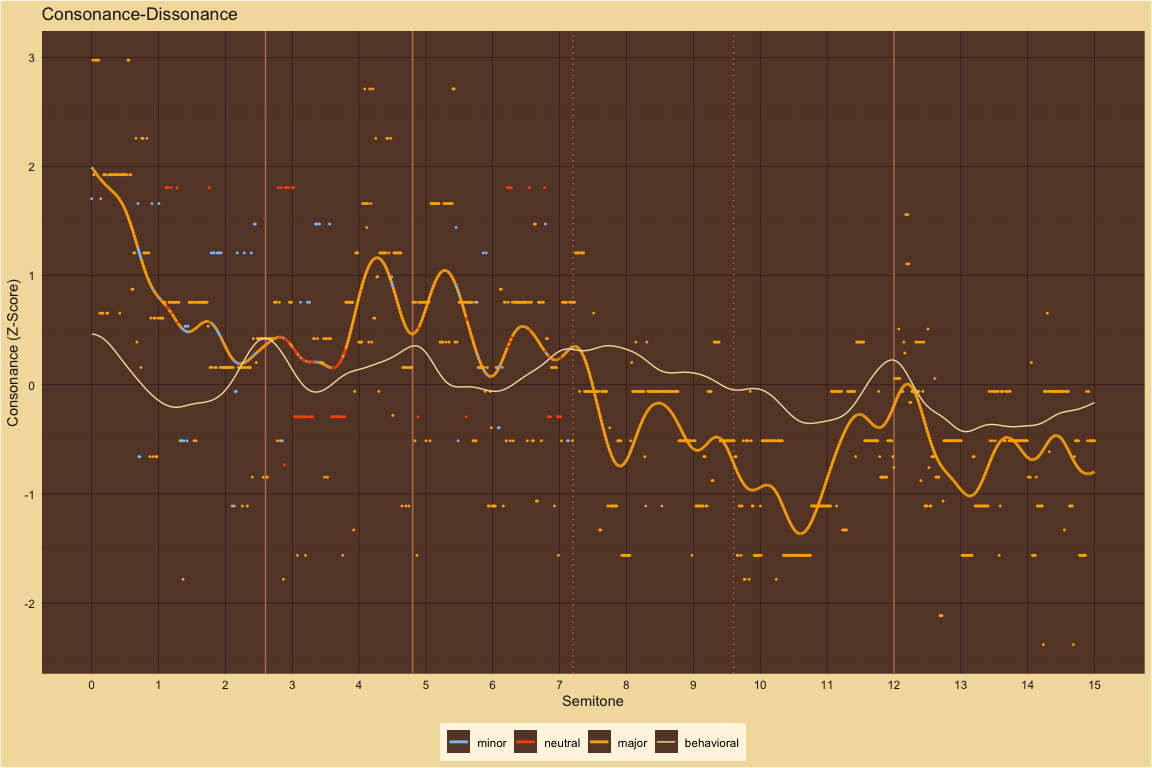 Consonance-Dissonance
Consonance (Z-Score)
3
2
1
0
-1
-2
0 1 2 3 4 5 6 7 8 9 10 11 12 13 14 15
Semitone
minor neutral major behavioral